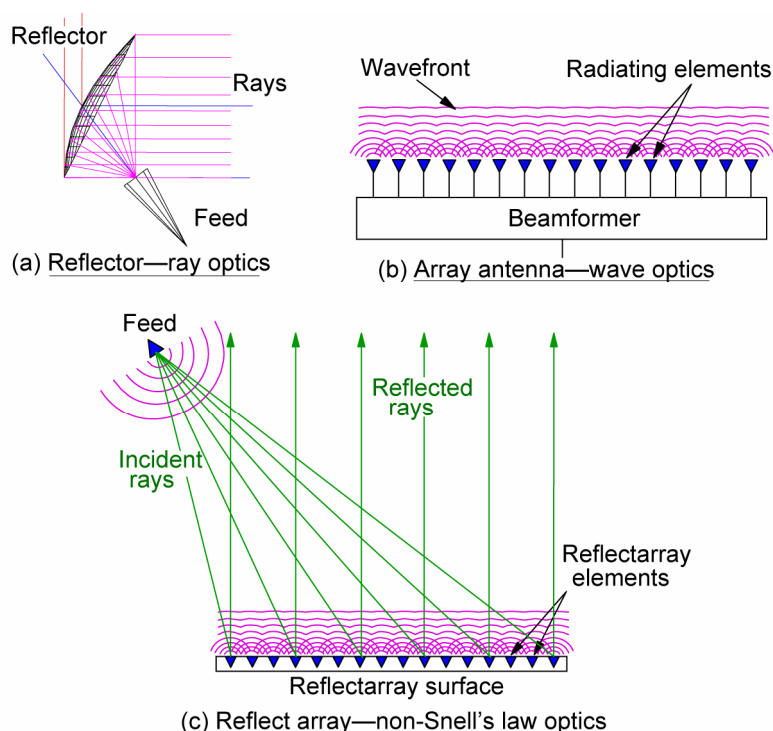 Reflector
Rays
Feed
(a) Reflector—ray optics
Wavefront
Radiating elements
Beamformer
(b) Array antenna—wave optics
Feed
Reflected
rays
Incident
rays
Reflectarray
elements
Reflectarray surface
(c) Reflect array—non-Snell's law optics